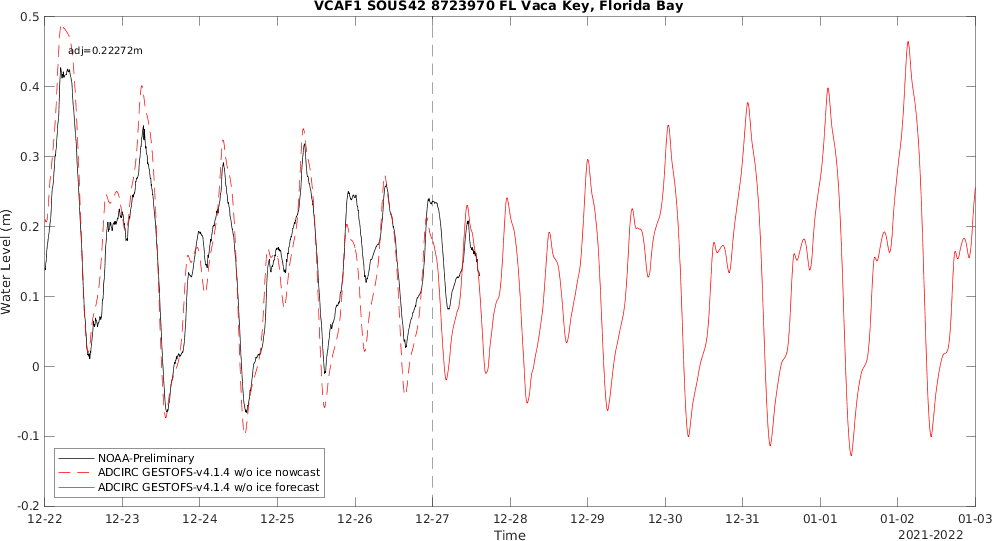 VCAF1 SOUS42 8723970 FL Vaca Key, Florida Bay
0.5
adj=0.22272m
0.4
0.3
0.2
0.1
0
-0.1
-0.2
Water Level (m)
NOAA-Preliminary
ADCIRC GESTOFS-v4.1.4 w/o ice nowcast
ADCIRC GESTOFS-v4.1.4 w/o ice forecast
12-22 12-23 12-24 12-25 12-26 12-27 12-28 12-29 12-30 12-31 01-01 01-02 01-03
Time
2021-2022